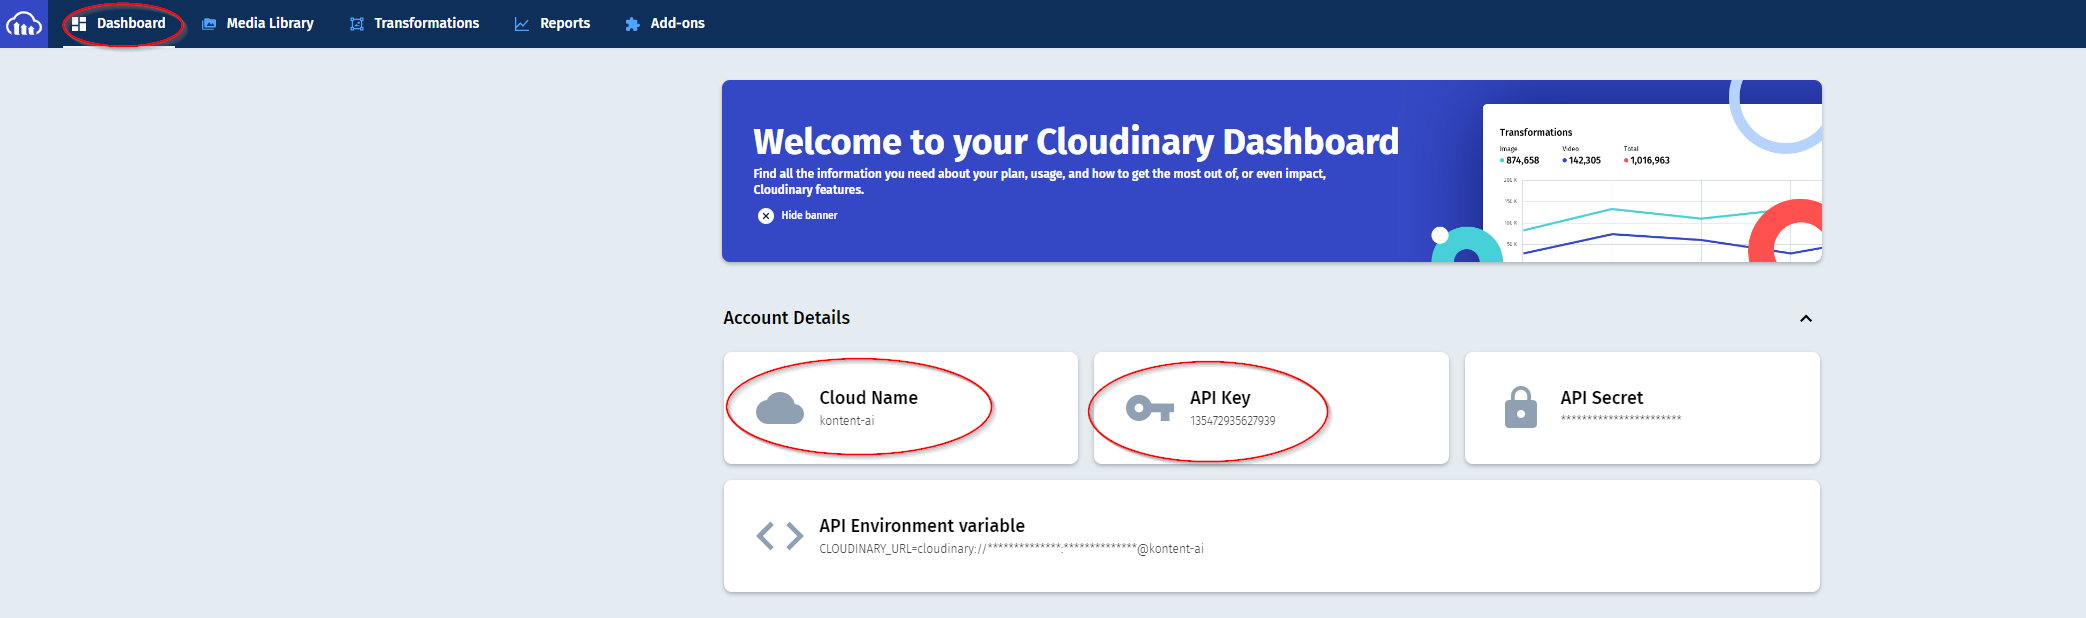 Dashboard
Media Library
Transformations
Reports
Add-ons
Welcome to your Cloudinary Dashboard
Find all the information you need about your plan, usage, and how to get the most out of, or even impact,
Cloudinary features.
Hide banner
Transformations
Image
Video
Total
874,658
142,305
1,016,963
200 K
150 K
100 K
50 K
Account Details
Cloud Name
kontent-ai
API Key
135472935627939
API Secret
***********************
API Environment variable
CLOUDINARY_URL=cloudinary://**************:**************@kontent-ai